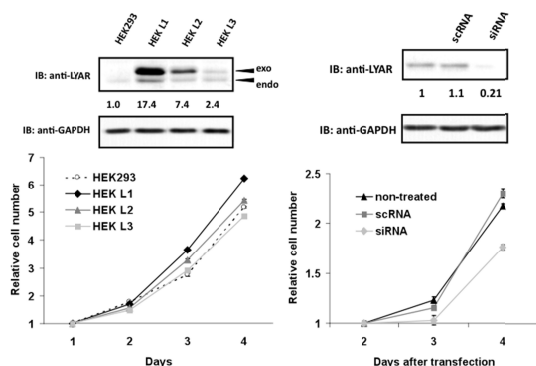 HEK293 HEK L1 HEK L2 HEK L3
IB: anti-LYAR
exo
endo
1.0 17.4 7.4 2.4
IB: anti-GAPDH
Relative cell number
7
6
5
4
3
2
1
HEK293
HEK L1
HEK L2
HEK L3
1 2 3 4
Days
scRNA siRNA
IB: anti-LYAR
1 1.1 0.21
IB: anti-GAPDH
Relative cell number
2.5
2
1.5
1
non-treated
scRNA
siRNA
2 3 4
Days after transfection